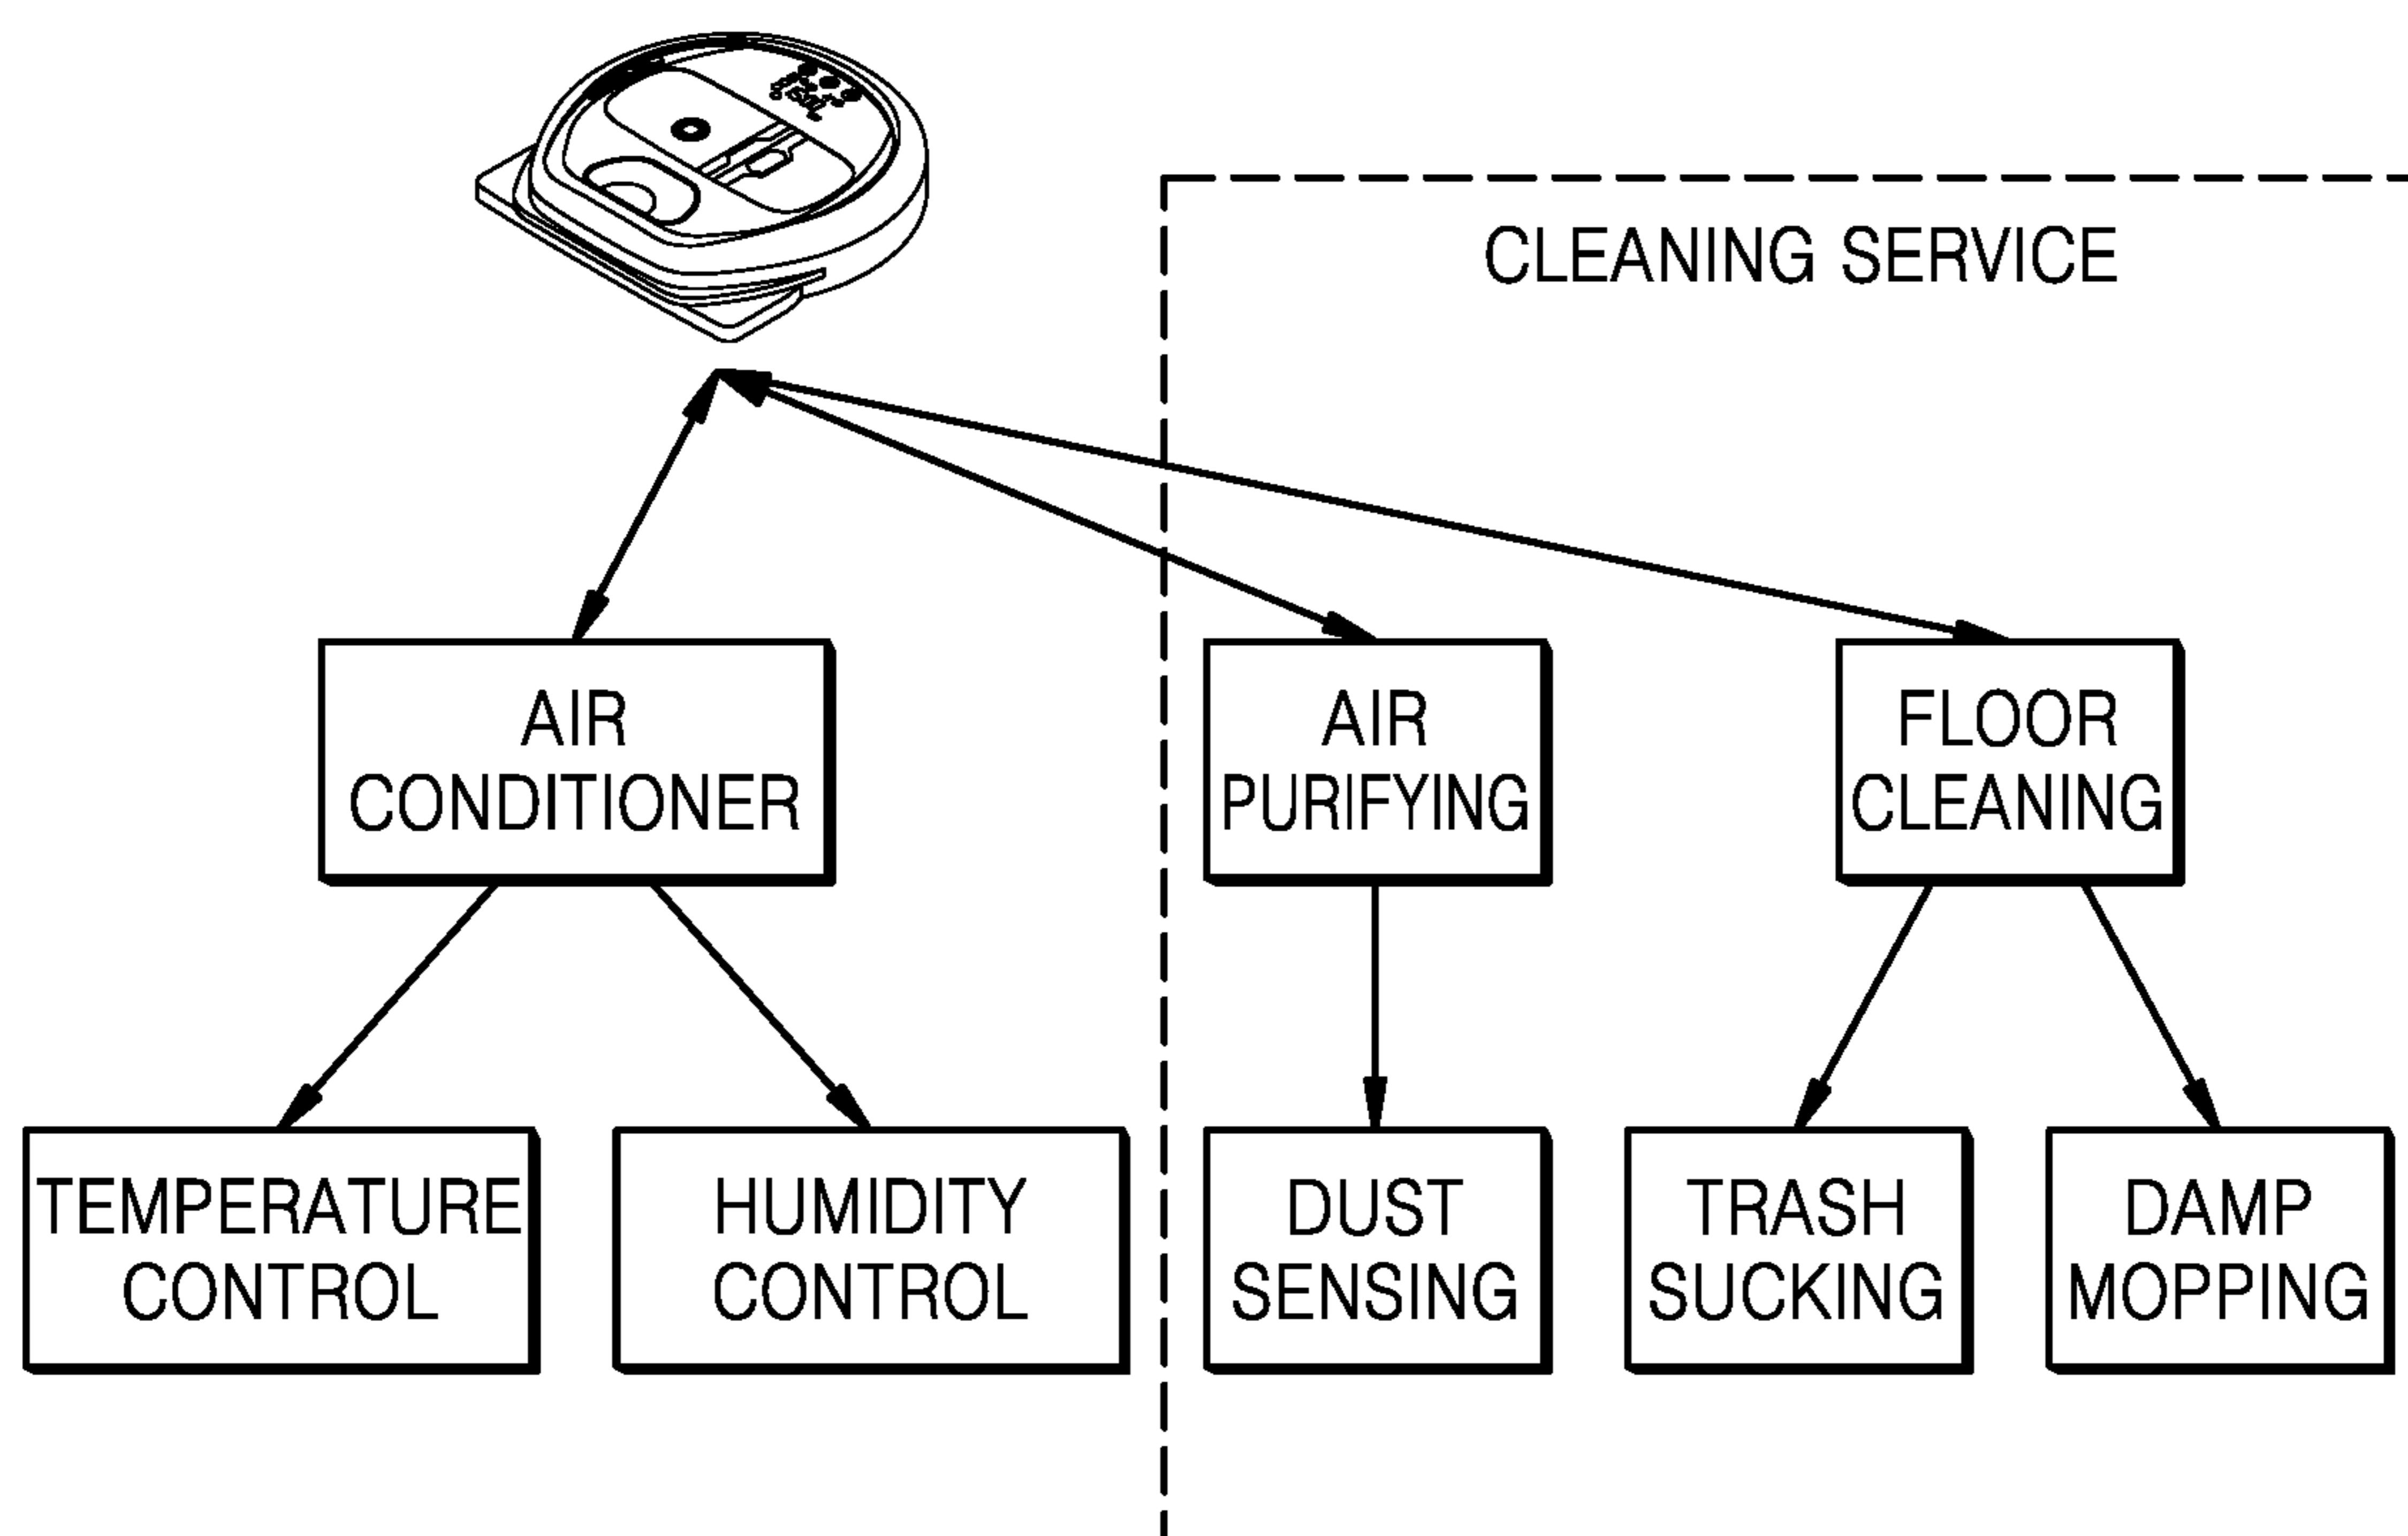 CLEANING SERVICE
AIR
CONDITIONER
AIR
PURIFYING
FLOOR
CLEANING
TEMPERATURE
CONTROL
HUMIDITY
CONTROL
DUST
SENSING
TRASH
SUCKING
DAMP
MOPPING